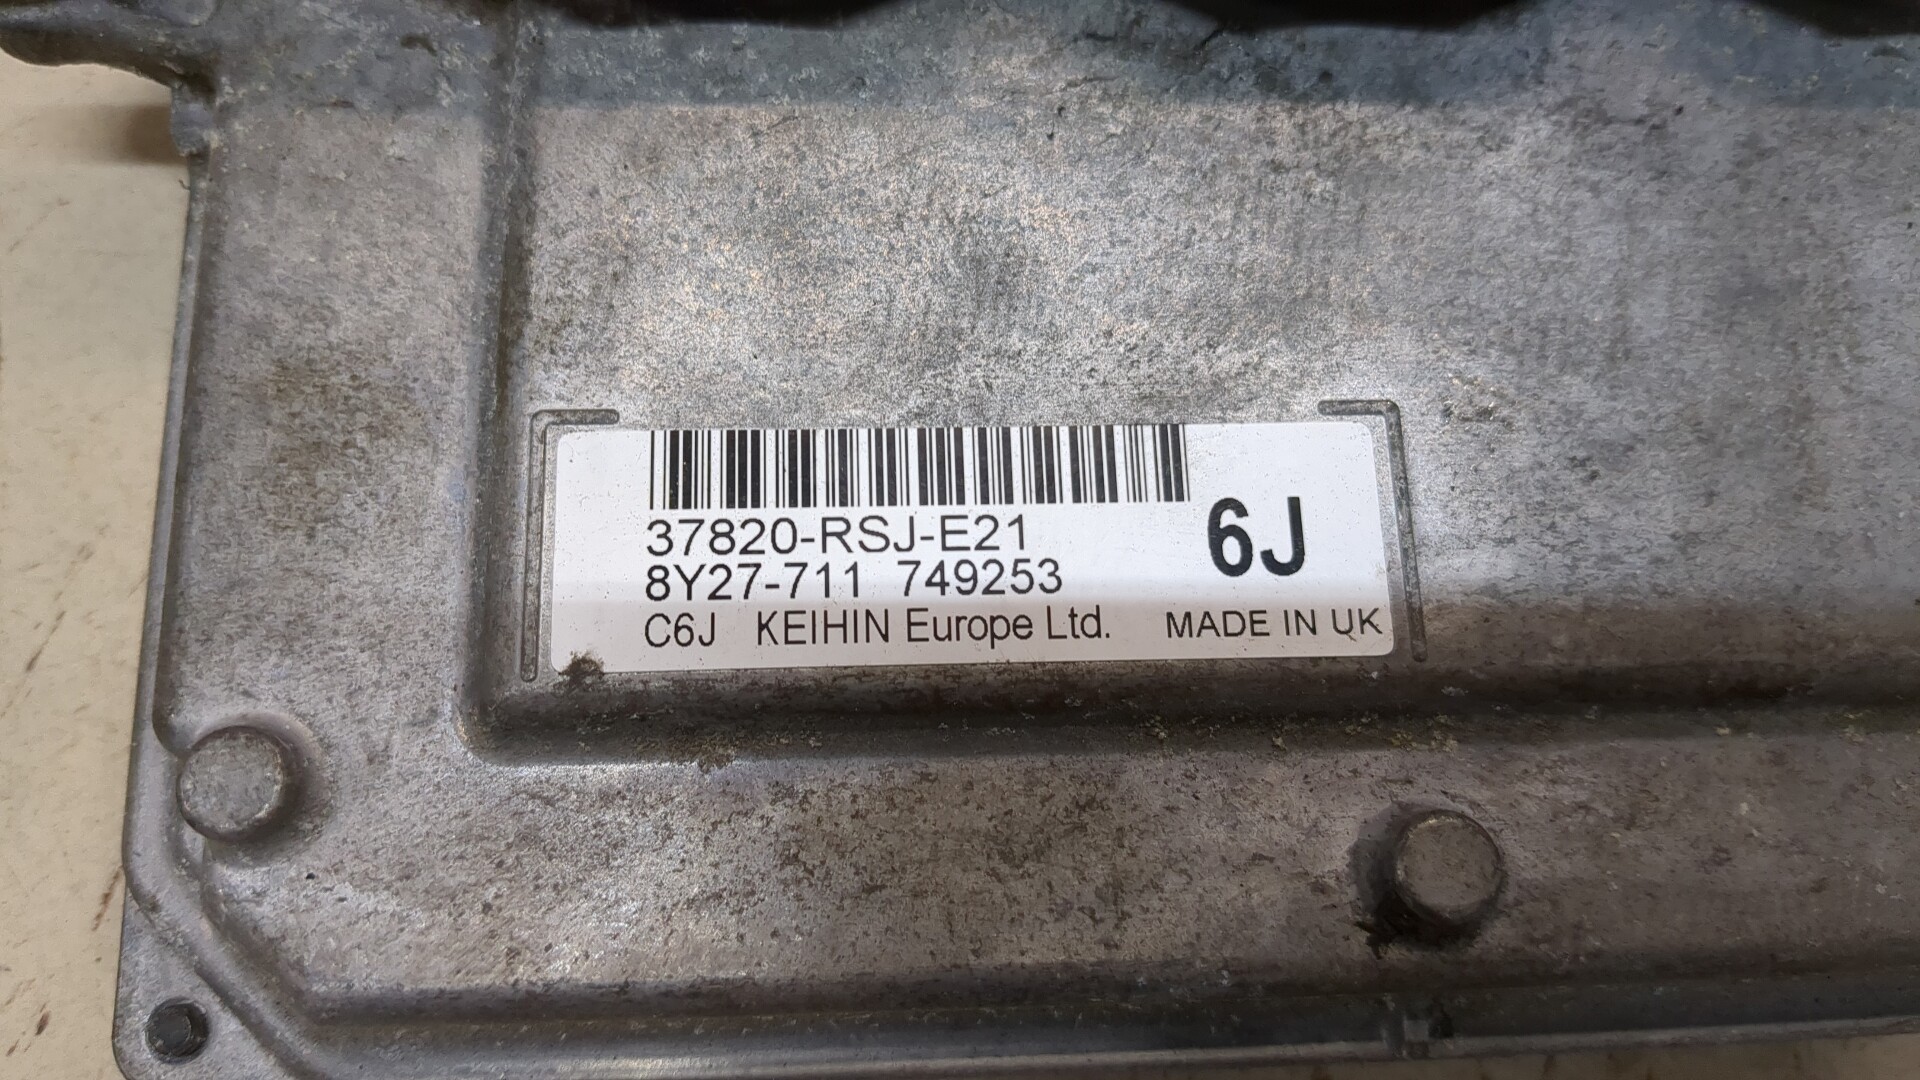 37820-RSJ-E21
6J
8Y27-711 749253
C6J KEIHIN Europe Ltd. MADE IN UK